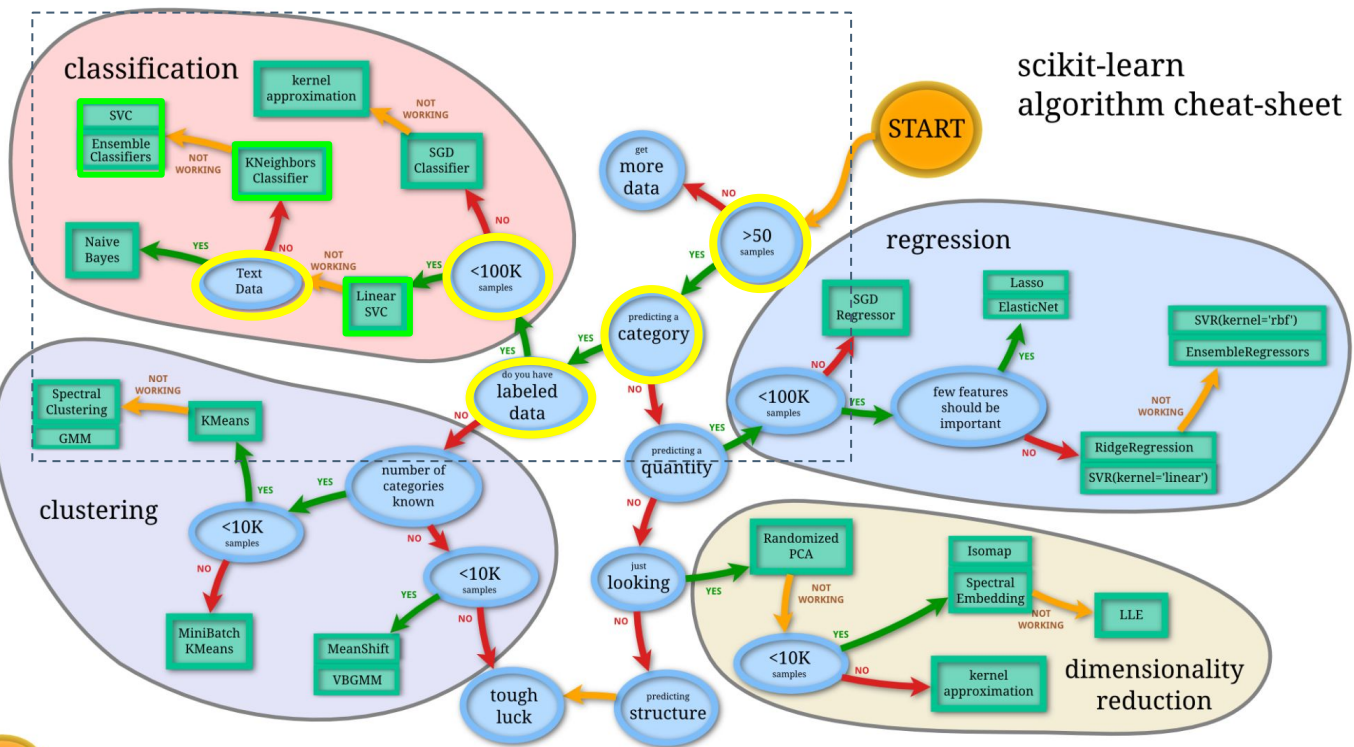 scikit-learn
algorithm cheat-sheet
START
classification
kernel
approximation
NOT
WORKING
SVC
Ensemble
Classifiers
NOT
WORKING
KNeighbors
Classifier
SGD
Classifier
NO
Naive
Bayes
YES
Text
Data
NO
NOT
WORKING
Linear
SVC
YES
<100K
samples
get
more
data
NO
>50
samples
YES
predicting a
category
YES
NO
YES
do you have
labeled
data
NO
regression
SGD
Regressor
NO
<100K
samples
YES
Lasso
ElasticNet
YES
few features
should be
important
NO
SVR(kernel='rbf')
EnsembleRegressors
NOT
WORKING
RidgeRegression
SVR(kernel='linear')
predicting a
quantity
YES
NO
clustering
Spectral
Clustering
GMM
NOT
WORKING
KMeans
YES
<10K
samples
YES
number of
categories
known
NO
NO
MiniBatch
KMeans
<10K
samples
YES
NO
MeanShift
VBGMM
tough
luck
just
looking
YES
NO
predicting
structure
Randomized
PCA
NOT
WORKING
<10K
samples
YES
NO
Isomap
Spectral
Embedding
NOT
WORKING
LLE
kernel
approximation
dimensionality
reduction